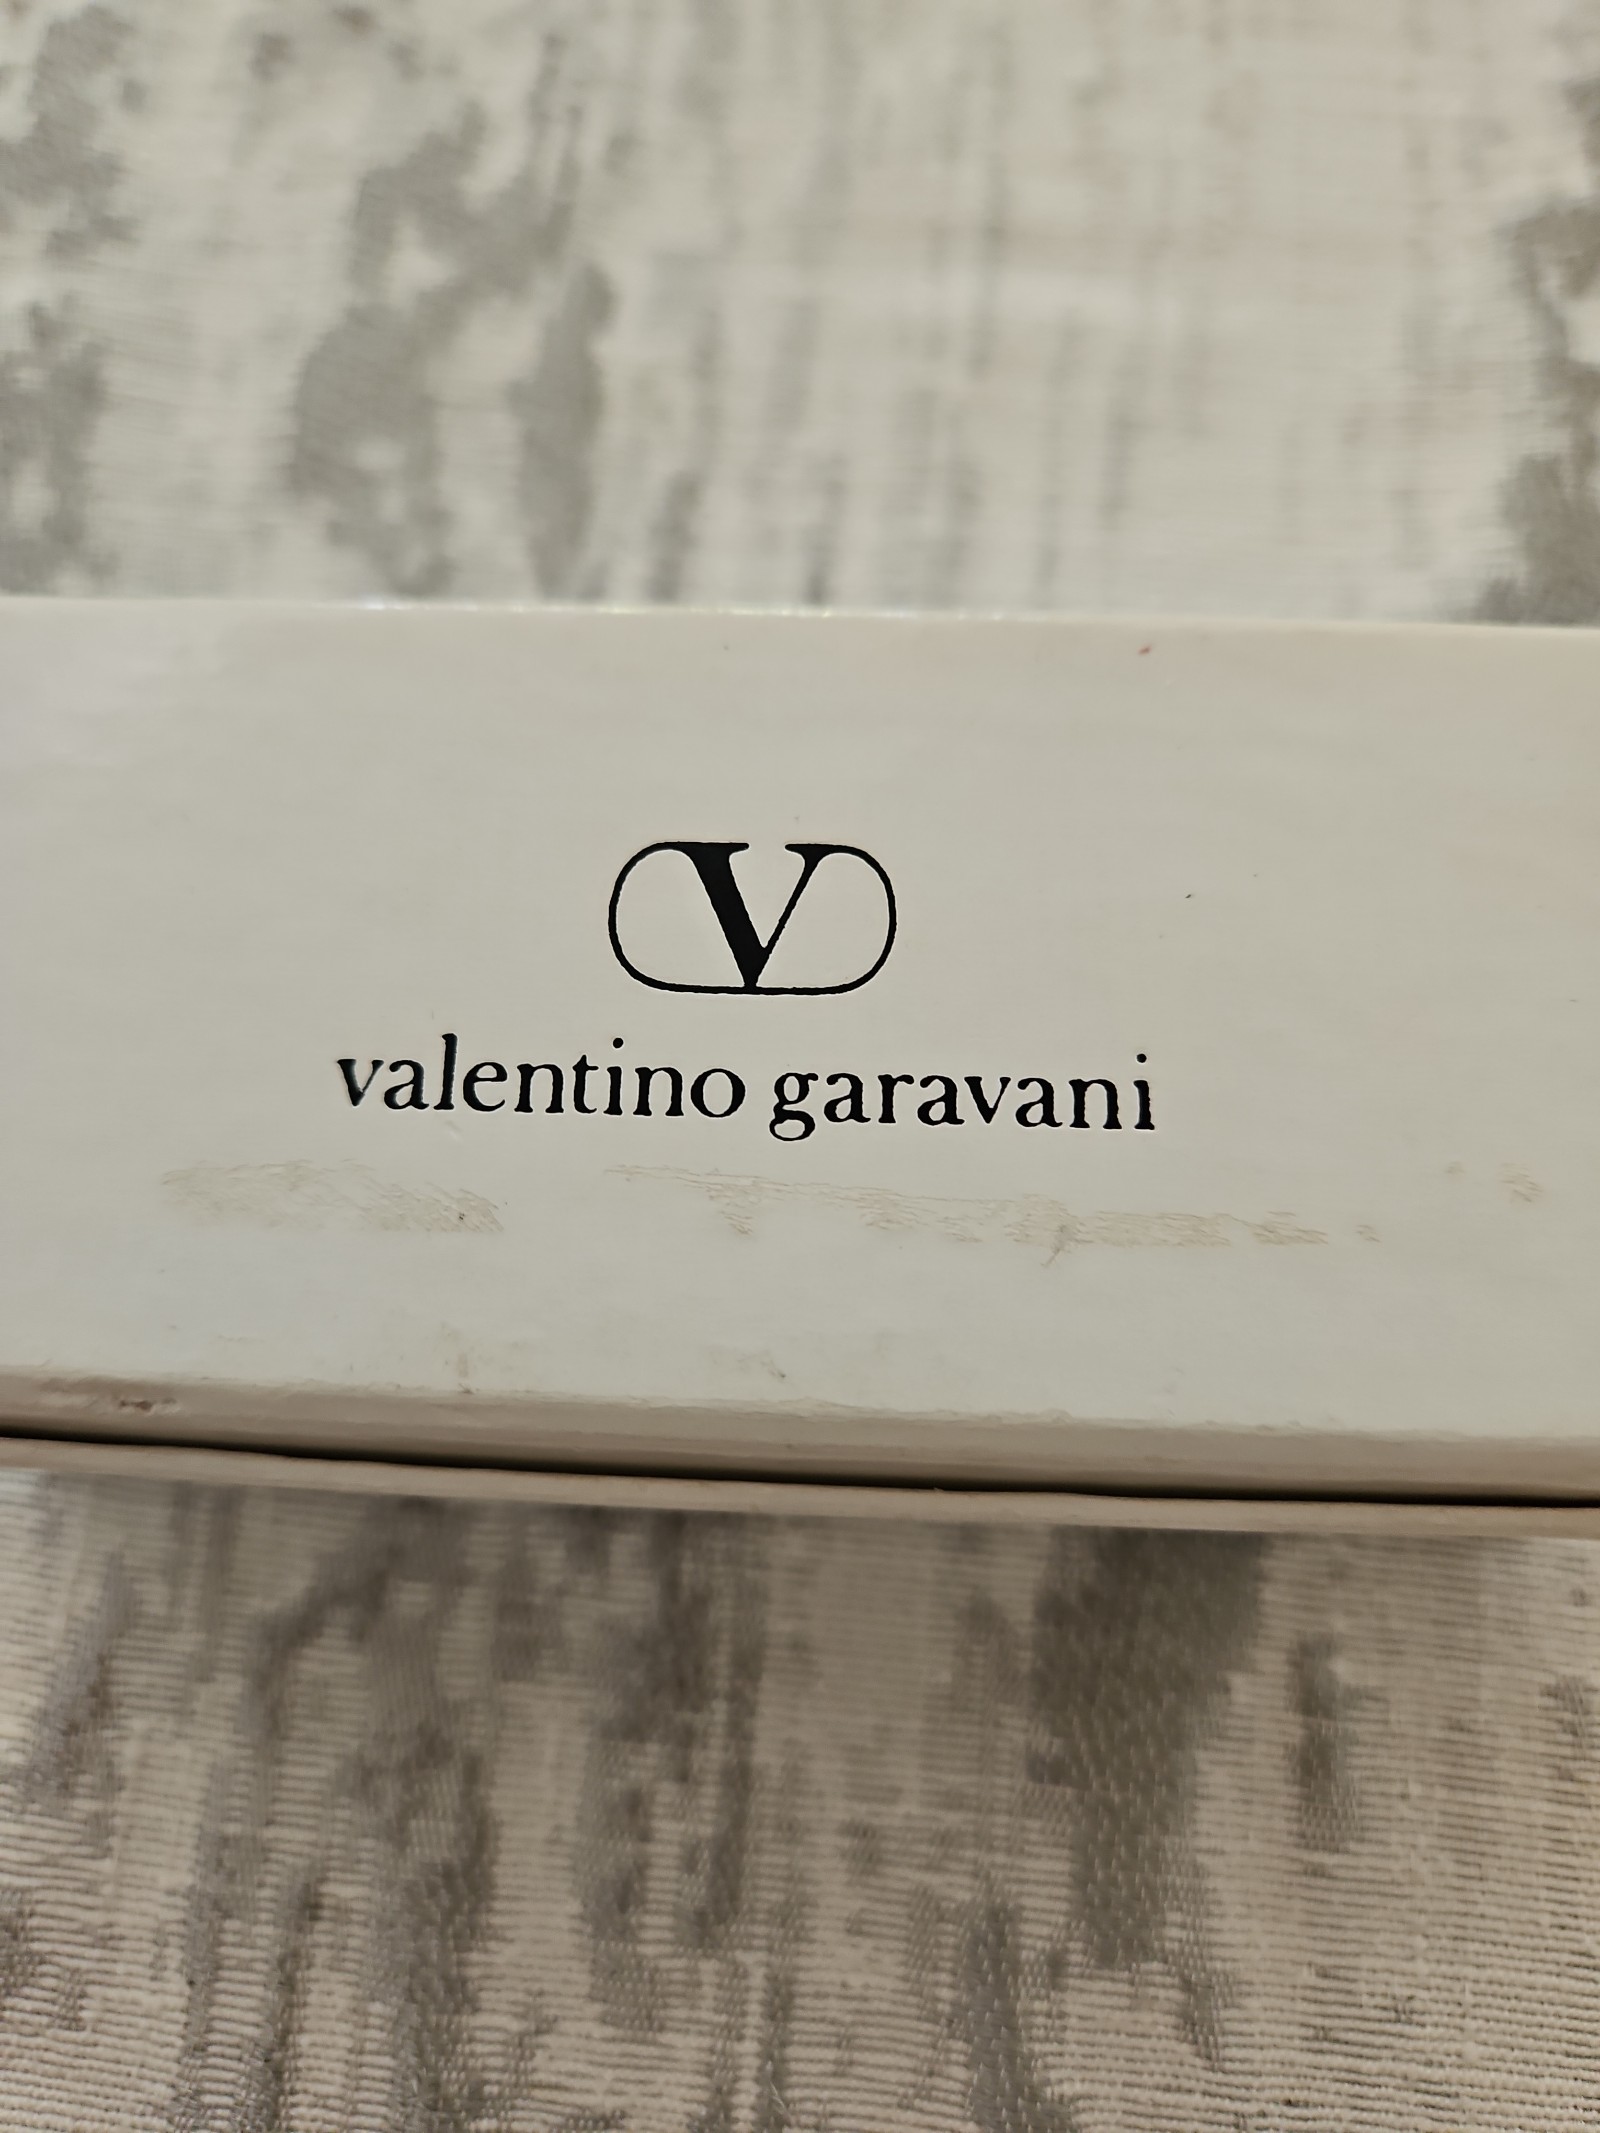 V
valentino garavani